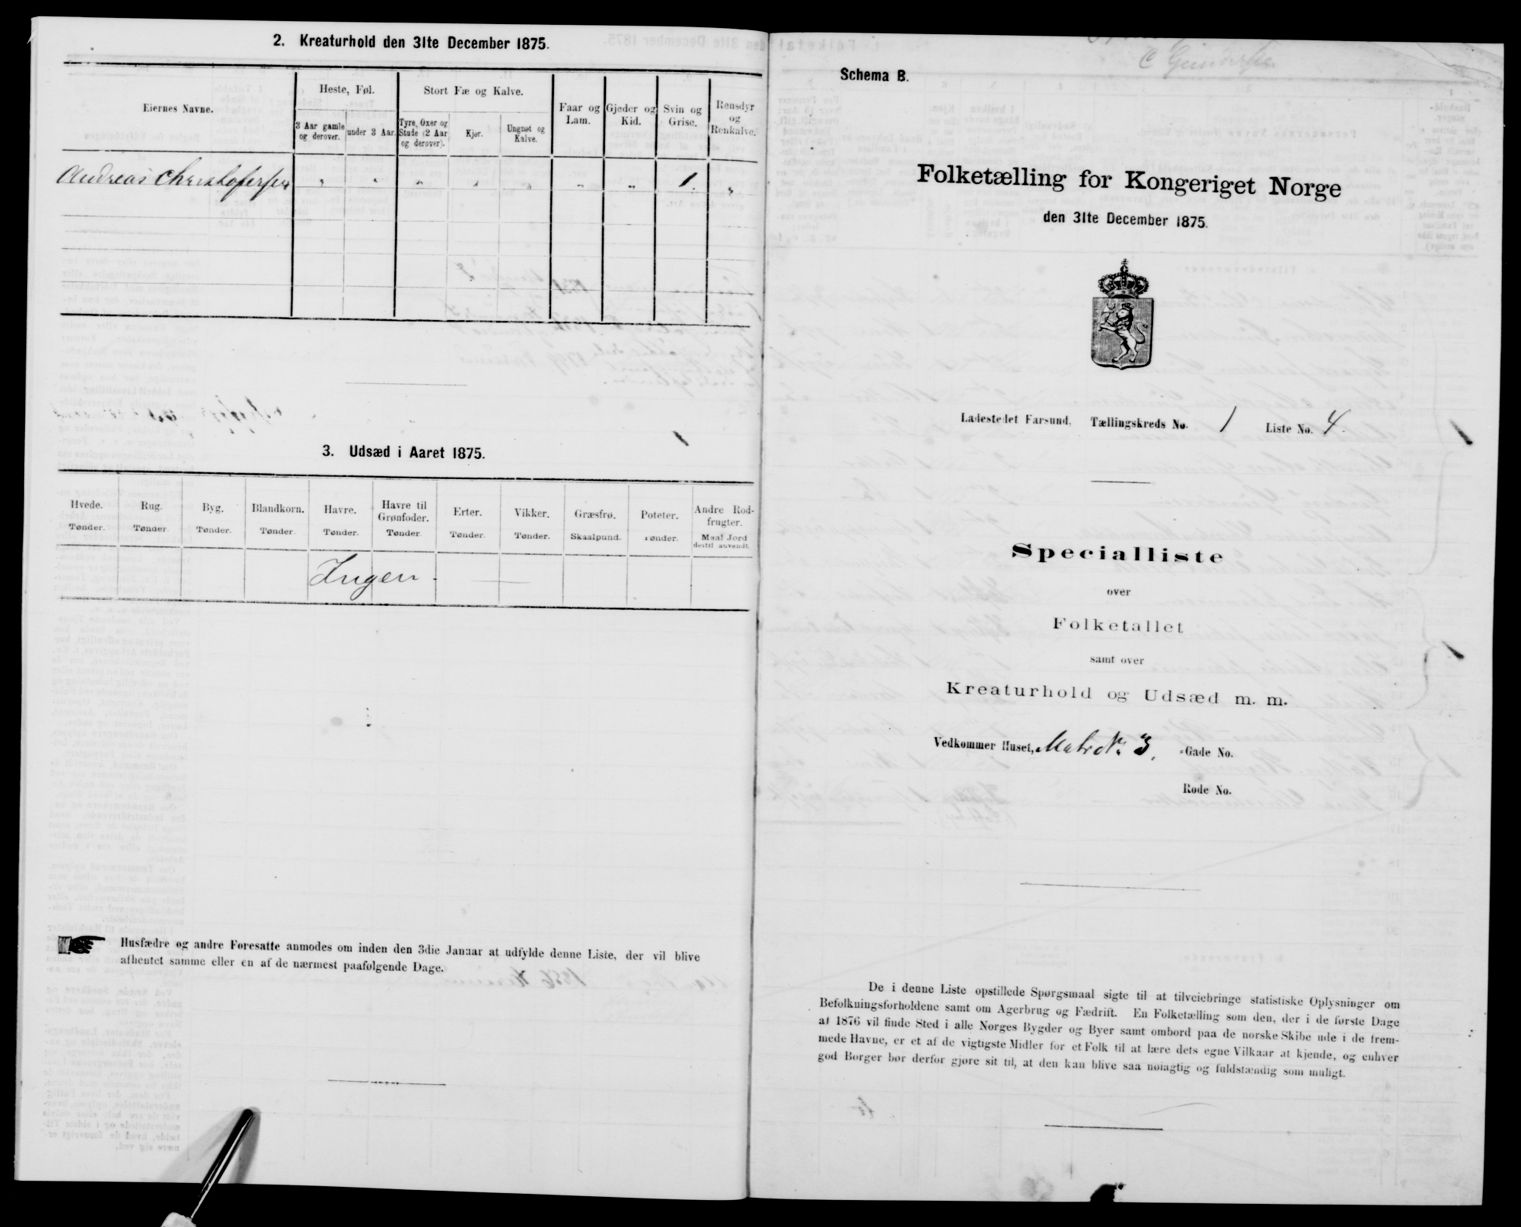 2. Kreaturhold den 31te December 1875.
Eiernes Navne.
Heste, Føl.
Stort Fæ og Kalve.
Faar og Lam.
Gjeder og Kid.
Svin og Grise.
Rensdyr og Renkalve.
3 Aar gamle og derover.
under 3 Aar.
Tyre, Oxer og Stude (2 Aar og derover).
Kjør.
Ungnøt og Kalve.
Andreas Christofersen " " " " " " " 1. "
3. Udsæd i Aaret 1875.
Hvede. Rug. Byg. Blandkorn. Havre. Havre til Grønfoder. Erter. Vikker. Græsfrø. Poteter. Andre Rodfrugter.
Tønder. Tønder. Tønder. Tønder. Tønder. Tønder. Tønder. Tønder. Skaalpund. Tønder. Maal Jord dertil anvendt.
Ingen
Husfædre og andre Foresatte anmodes om inden den 3die Januar at udfylde denne Liste, der vil blive
afhentet samme eller en af de nærmest paafølgende Dage.
Schema B.
Folketælling for Kongeriget Norge
den 31te December 1875.
Ladestedet Farsund. Tællingskreds No. 1 Liste No. 4.
Specialliste
over
Folketallet
samt over
Kreaturhold og Udsæd m. m.
Vedkommer Huset, Matr. No. 3, Gade No.
Rode No.
De i denne Liste opstillede Spørgsmaal sigte til at tilveiebringe statistiske Oplysninger om
Befolkningsforholdene samt om Agerbrug og Fædrift. En Folketælling som den, der i de første Dage
af 1876 vil finde Sted i alle Norges Bygder og Byer samt ombord paa de norske Skibe ude i de frem-
mede Havne, er et af de vigtigste Midler for et Folk til at lære dets egne Vilkaar at kjende, og enhver
god Borger bør derfor gjøre sit til, at den kan blive saa nøiagtig og fuldstændig som muligt.